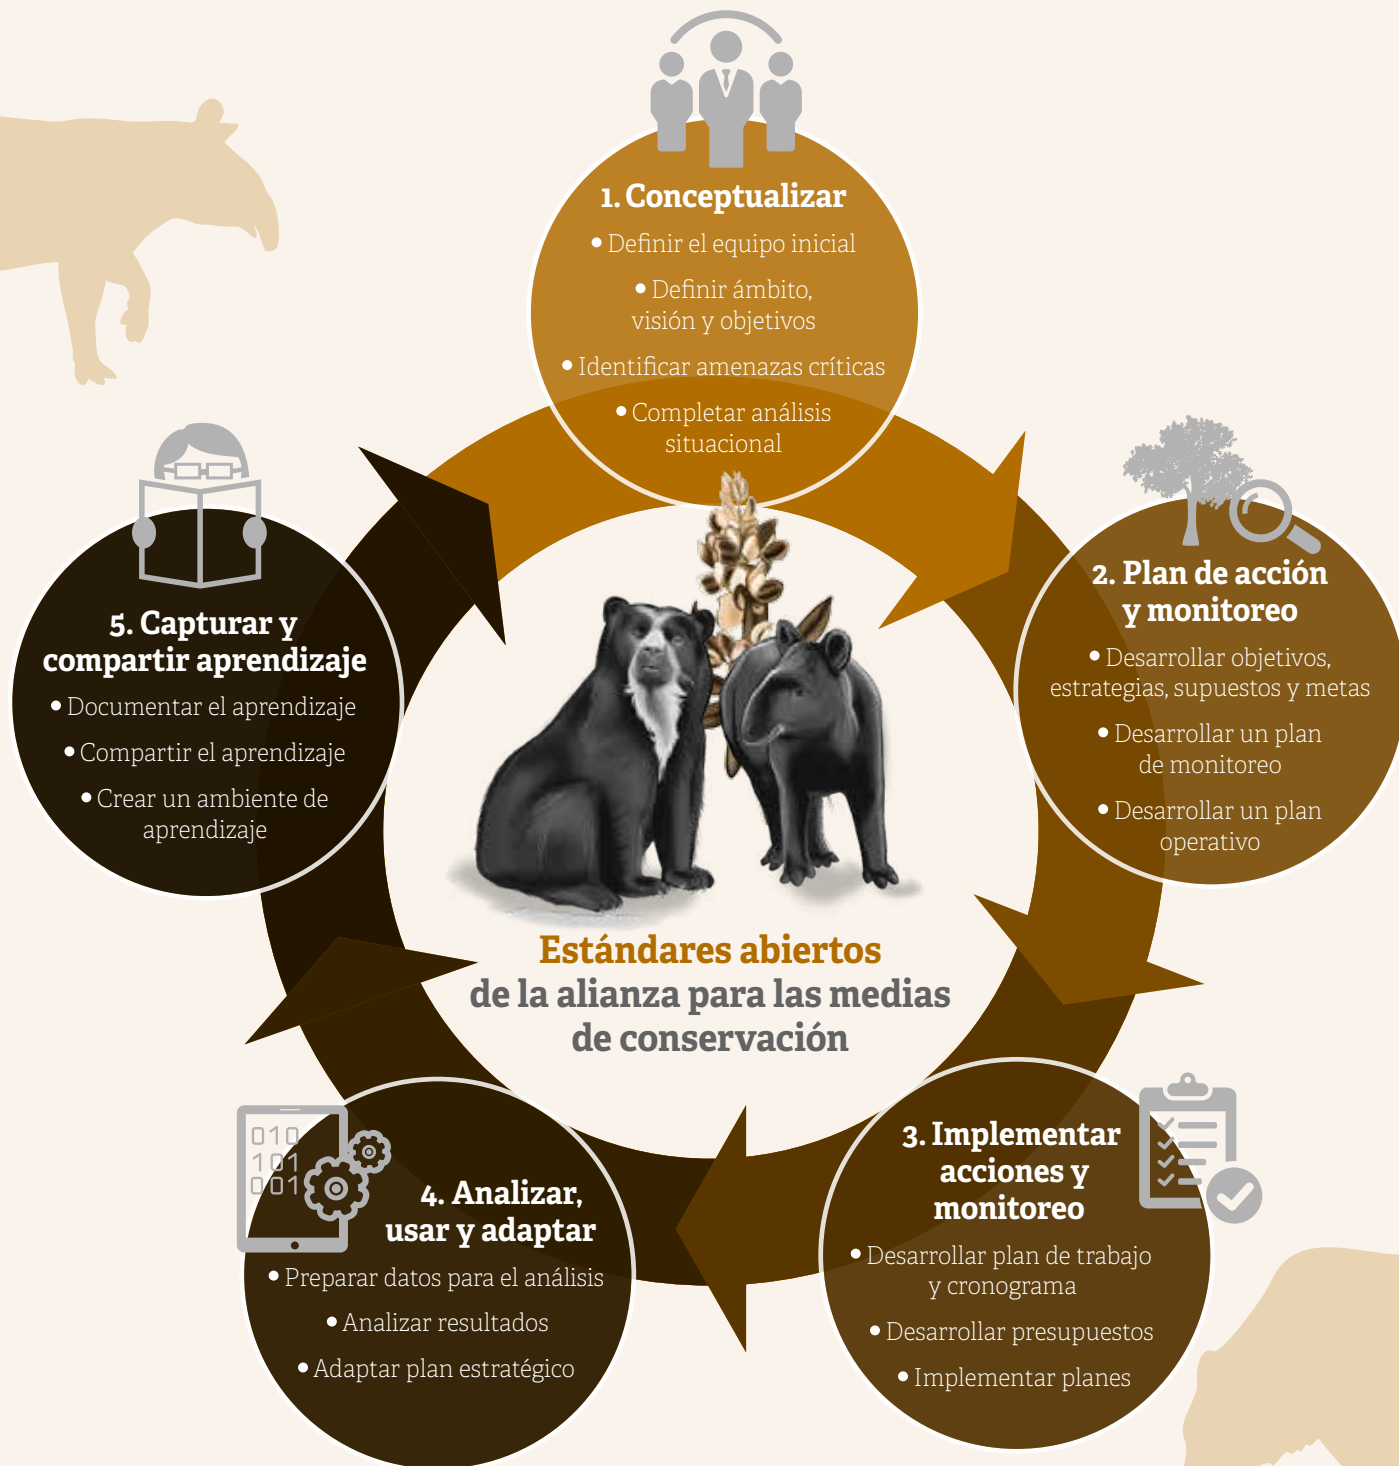 1. Conceptualizar
• Definir el equipo inicial
• Definir ámbito,
visión y objetivos
• Identificar amenazas críticas
• Completar análisis
situacional
2. Plan de acción
y monitoreo
• Desarrollar objetivos,
estrategias, supuestos y metas
• Desarrollar un plan
de monitoreo
• Desarrollar un plan
operativo
3. Implementar
acciones y
monitoreo
• Desarrollar plan de trabajo
y cronograma
• Desarrollar presupuestos
• Implementar planes
010
101
001
4. Analizar,
usar y adaptar
• Preparar datos para el análisis
• Analizar resultados
• Adaptar plan estratégico
5. Capturar y
compartir aprendizaje
• Documentar el aprendizaje
• Compartir el aprendizaje
• Crear un ambiente de
aprendizaje
Estándares abiertos
de la alianza para las medias
de conservación